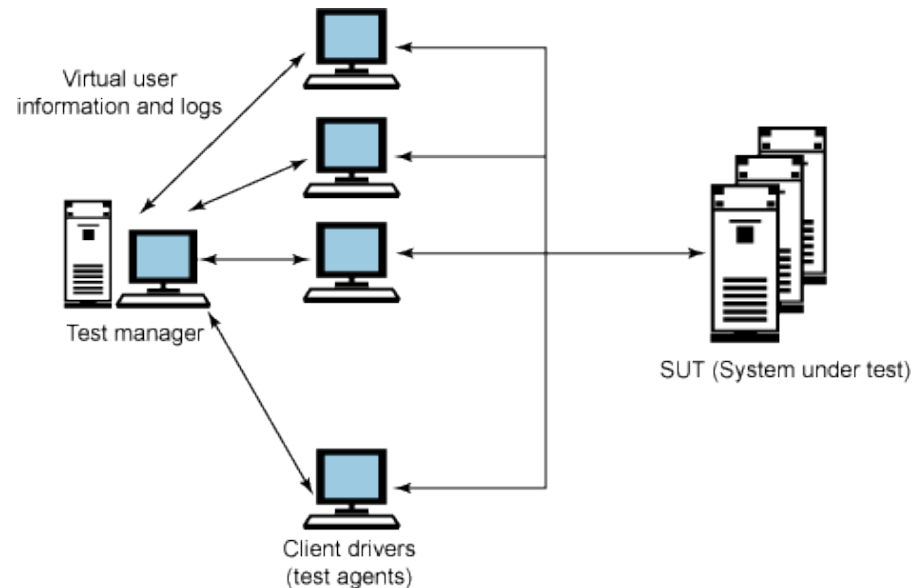 Virtual user
information and logs
Test manager
SUT (System under test)
Client drivers
(test agents)